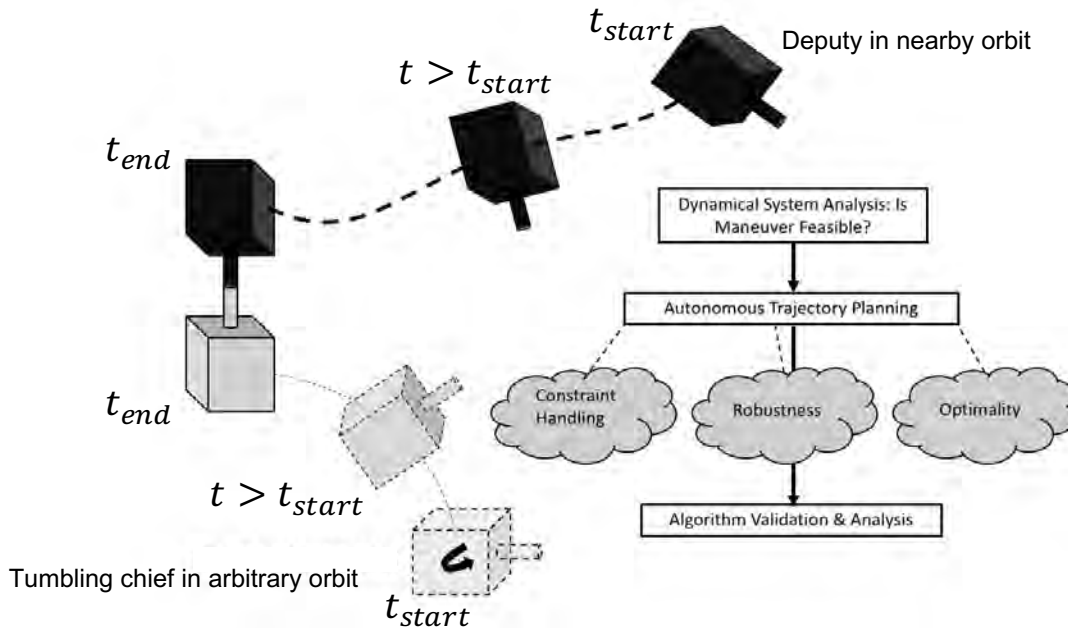 t_start
Deputy in nearby orbit
t > t_start
t_end
Dynamical System Analysis: Is
Maneuver Feasible?
Autonomous Trajectory Planning
Constraint
Handling
Robustness
Optimality
t_end
t > t_start
Algorithm Validation & Analysis
Tumbling chief in arbitrary orbit
t_start